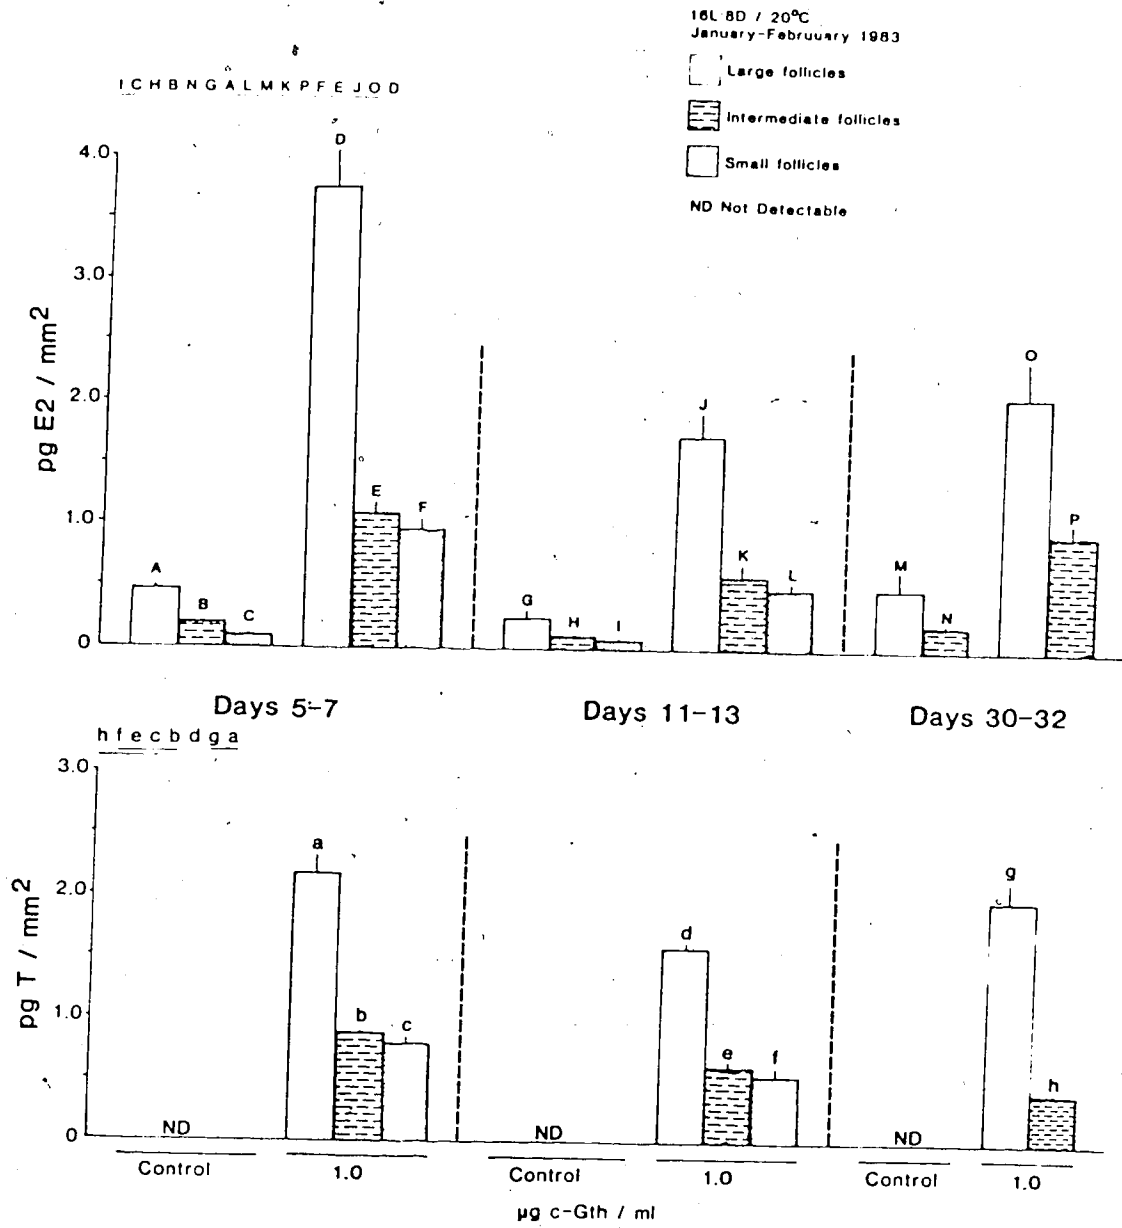 16L 8D / 20°C
January-Februuary 1983
Large follicles
Intermediate follicles
Small follicles
ND Not Detectable
I C H B N G A L M K P F E J O D
pg E2 / mm2
4.0
3.0
2.0
1.0
0
A
B
C
D
E
F
G
H
I
J
K
L
M
N
O
P
Days 5-7
Days 11-13
Days 30-32
h f e c b d g a
pg T / mm2
3.0
2.0
1.0
0
ND
a
b
c
ND
d
e
f
ND
g
h
Control
1.0
Control
1.0
Control
1.0
µg c-Gth / ml